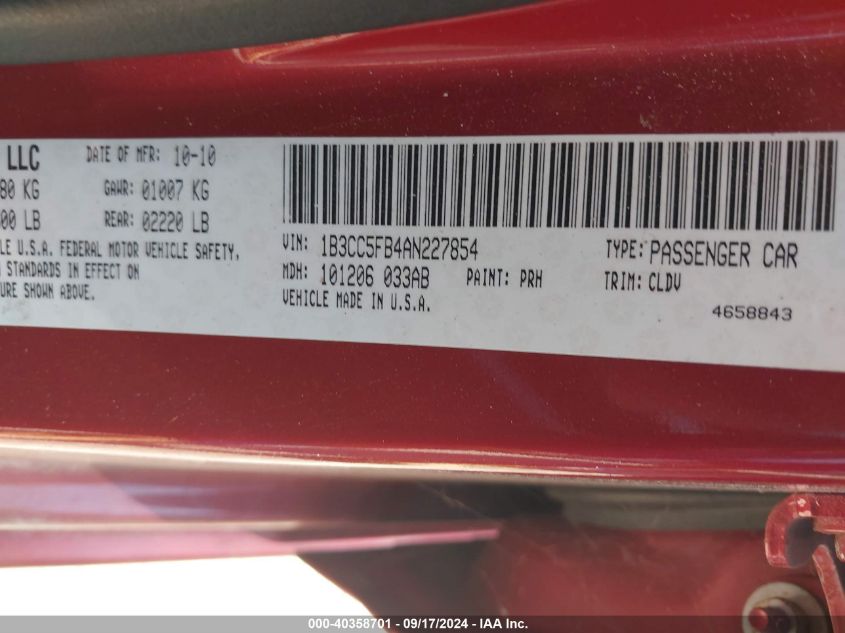 LLC DATE OF MFR: 10-10
80 KG GAWR: 01007 KG
00 LB REAR: 02220 LB
LE U.S.A. FEDERAL MOTOR VEHICLE SAFETY,
STANDARDS IN EFFECT ON
URE SHOWN ABOVE.
VIN: 1B3CC5FB4AN227854 TYPE: PASSENGER CAR
MDH: 101206 033AB PAINT: PRH TRIM: CLDV
VEHICLE MADE IN U.S.A.
4658843
000-40358701 - 09/17/2024 - IAA Inc.